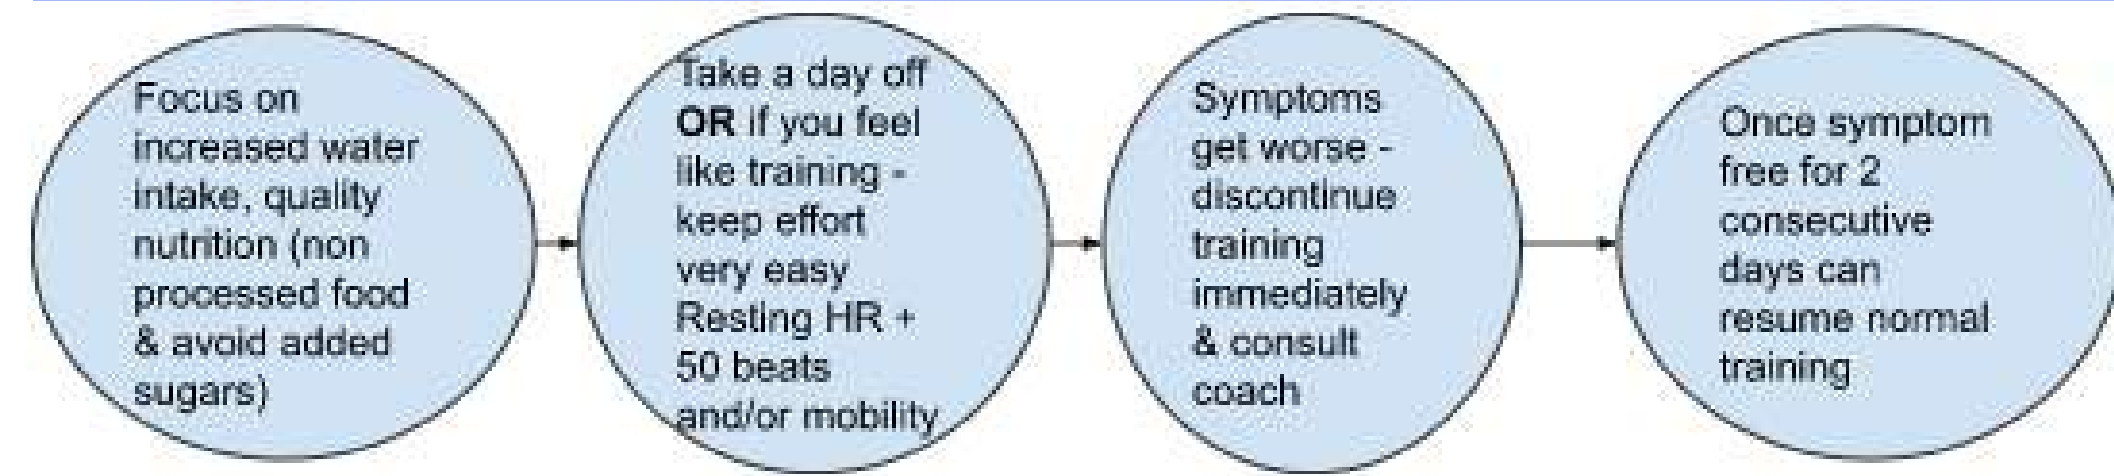 Focus on
increased water
intake, quality
nutrition (non
processed food
& avoid added
sugars)
Take a day off
OR if you feel
like training -
keep effort
very easy
Resting HR +
50 beats
and/or mobility
Symptoms
get worse -
discontinue
training
immediately
& consult
coach
Once symptom
free for 2
consecutive
days can
resume normal
training